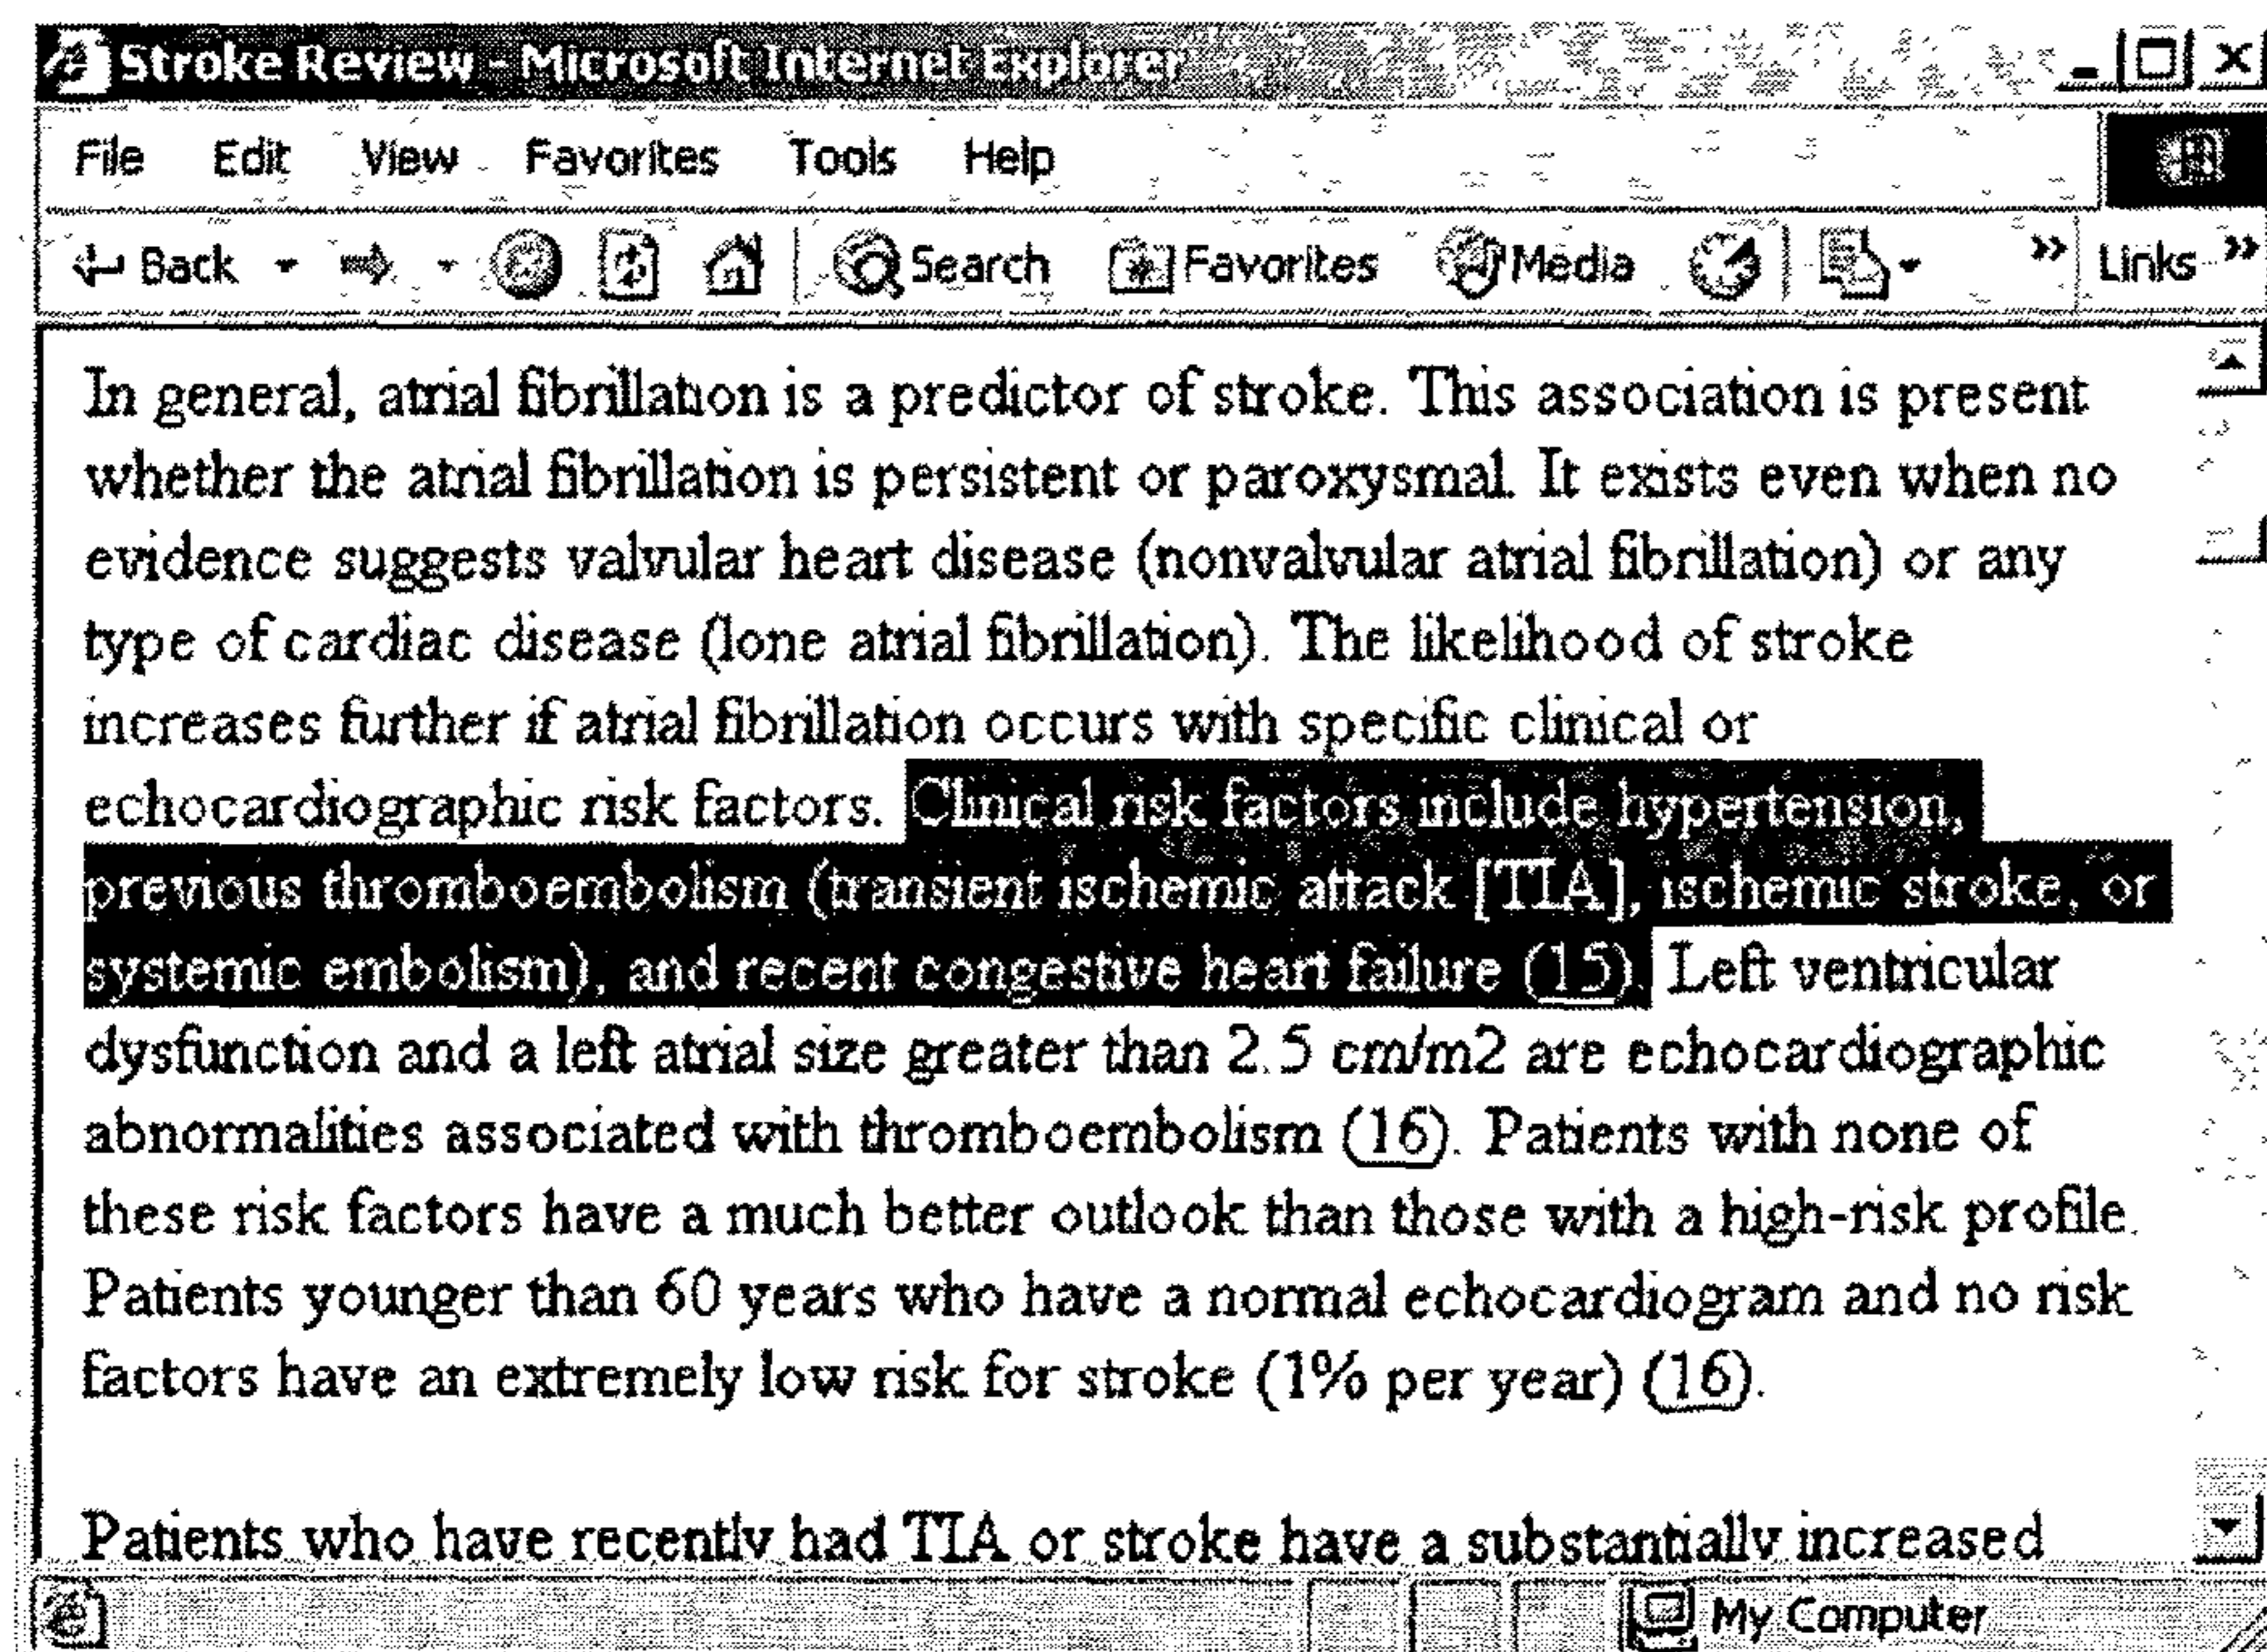 Stroke Review - Microsoft Internet Explorer
File Edit View Favorites Tools Help
Back Search Favorites Media Links »
In general, atrial fibrillation is a predictor of stroke. This association is present
whether the atrial fibrillation is persistent or paroxysmal. It exists even when no
evidence suggests valvular heart disease (nonvalvular atrial fibrillation) or any
type of cardiac disease (lone atrial fibrillation). The likelihood of stroke
increases further if atrial fibrillation occurs with specific clinical or
echocardiographic risk factors. Clinical risk factors include hypertension,
previous thromboembolism (transient ischemic attack [TIA], ischemic stroke, or
systemic embolism), and recent congestive heart failure (15). Left ventricular
dysfunction and a left atrial size greater than 2.5 cm/m2 are echocardiographic
abnormalities associated with thromboembolism (16). Patients with none of
these risk factors have a much better outlook than those with a high-risk profile.
Patients younger than 60 years who have a normal echocardiogram and no risk
factors have an extremely low risk for stroke (1% per year) (16).
Patients who have recently had TIA or stroke have a substantially increased
My Computer